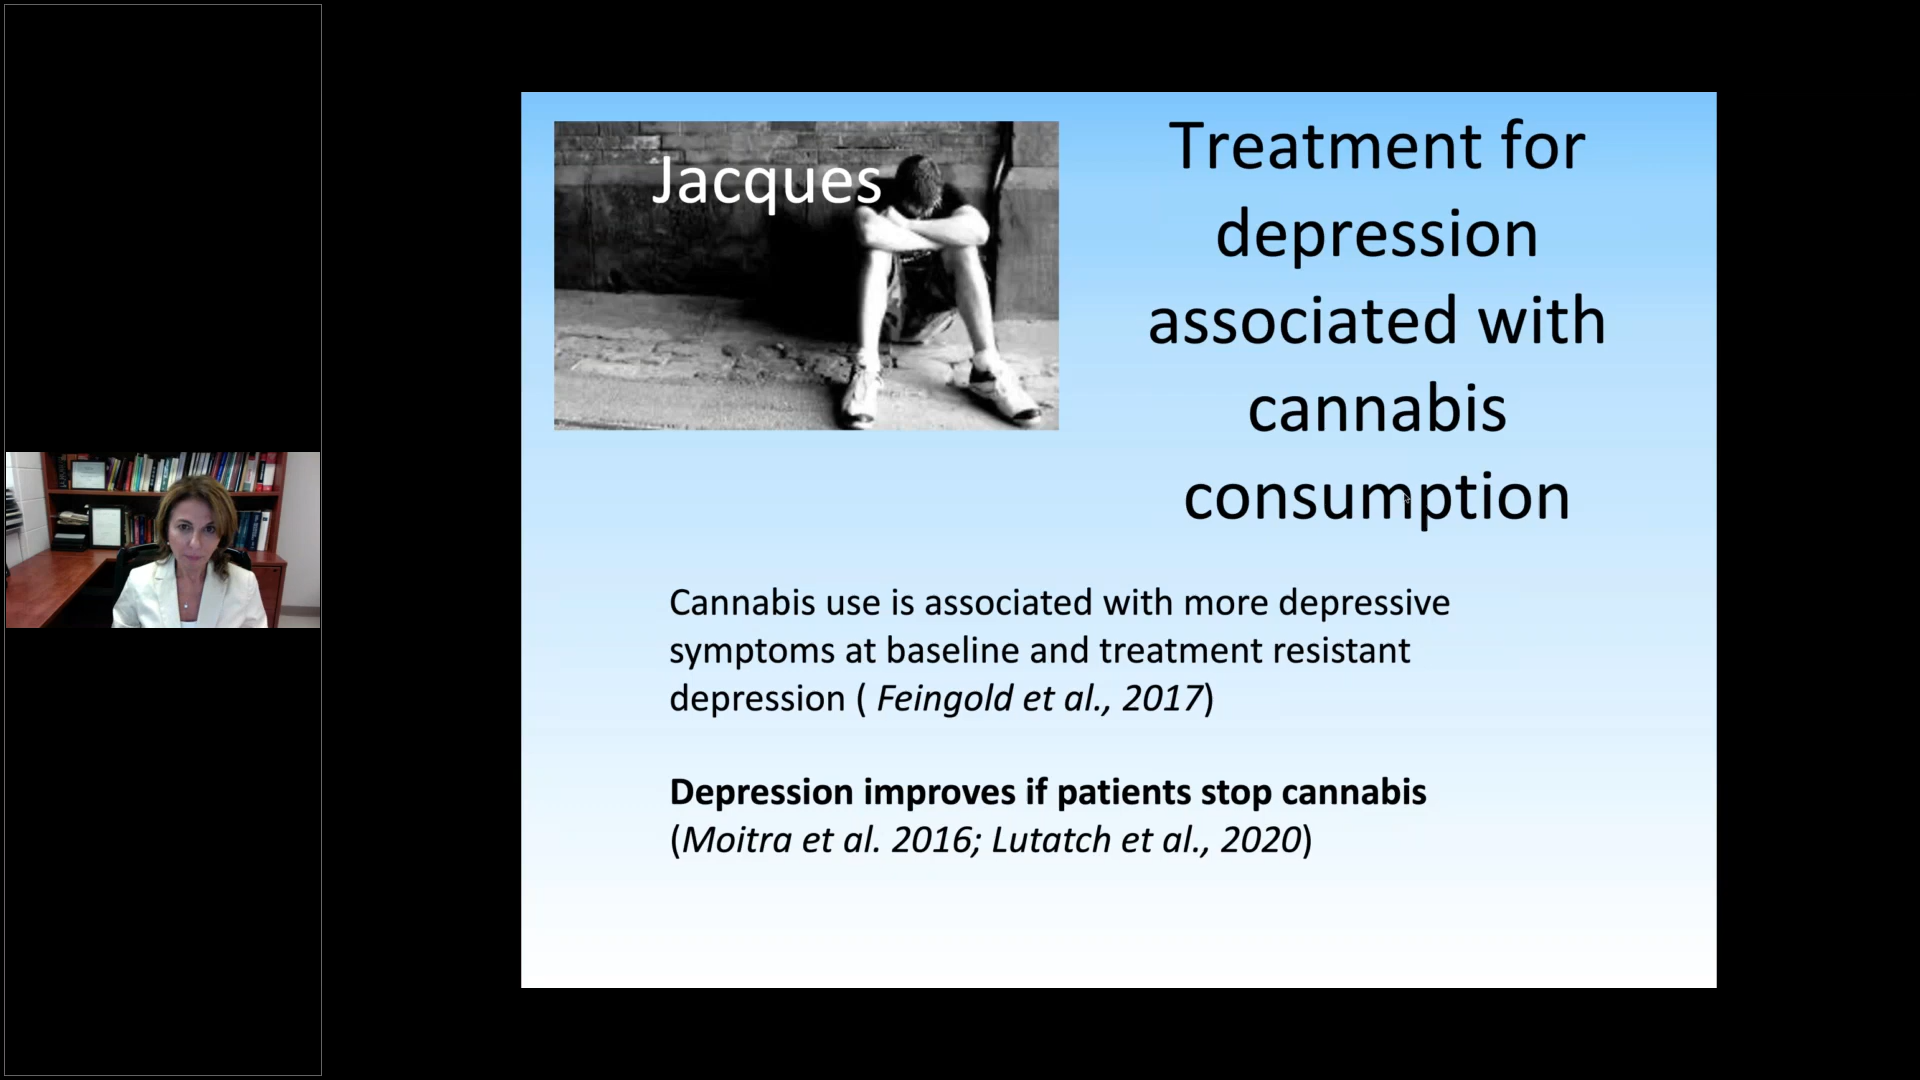 Jacques
Treatment for
depression
associated with
cannabis
consumption
Cannabis use is associated with more depressive
symptoms at baseline and treatment resistant
depression ( Feingold et al., 2017)
Depression improves if patients stop cannabis
(Moitra et al. 2016; Lutatch et al., 2020)